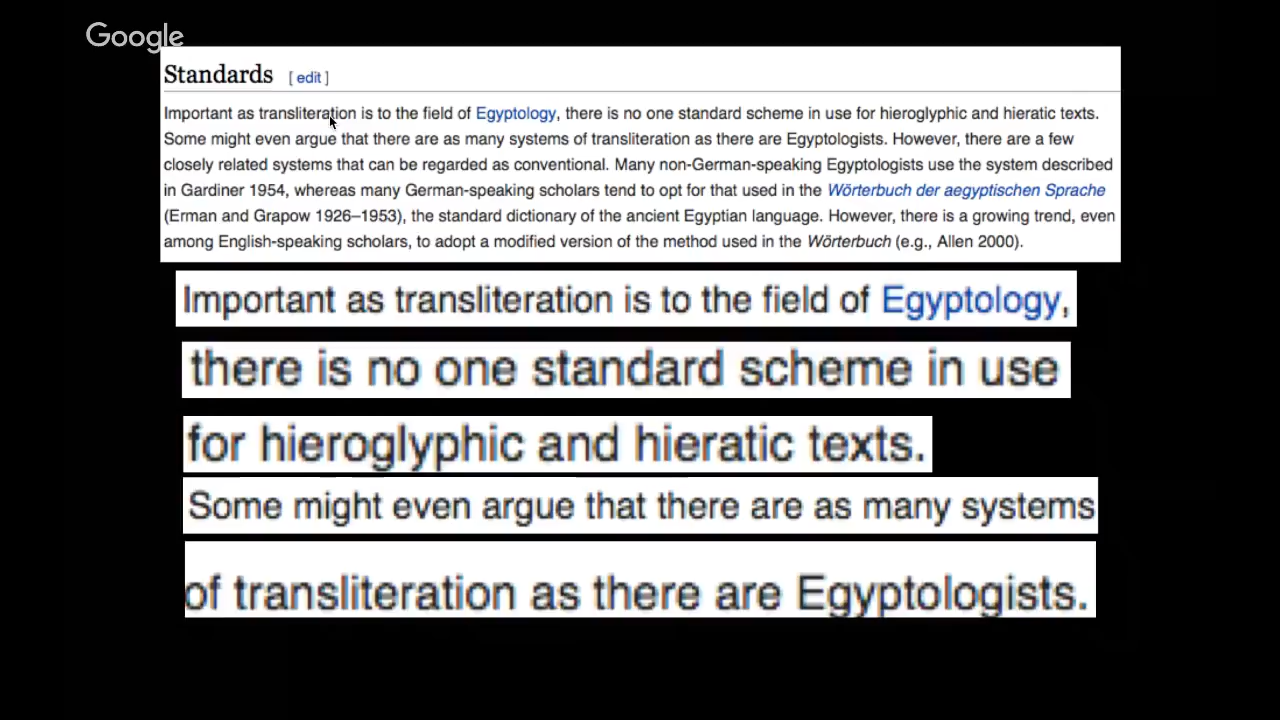 Google
Standards [ edit ]
Important as transliteration is to the field of Egyptology, there is no one standard scheme in use for hieroglyphic and hieratic texts.
Some might even argue that there are as many systems of transliteration as there are Egyptologists. However, there are a few
closely related systems that can be regarded as conventional. Many non-German-speaking Egyptologists use the system described
in Gardiner 1954, whereas many German-speaking scholars tend to opt for that used in the Wörterbuch der aegyptischen Sprache
(Erman and Grapow 1926–1953), the standard dictionary of the ancient Egyptian language. However, there is a growing trend, even
among English-speaking scholars, to adopt a modified version of the method used in the Wörterbuch (e.g., Allen 2000).
Important as transliteration is to the field of Egyptology,
there is no one standard scheme in use
for hieroglyphic and hieratic texts.
Some might even argue that there are as many systems
of transliteration as there are Egyptologists.